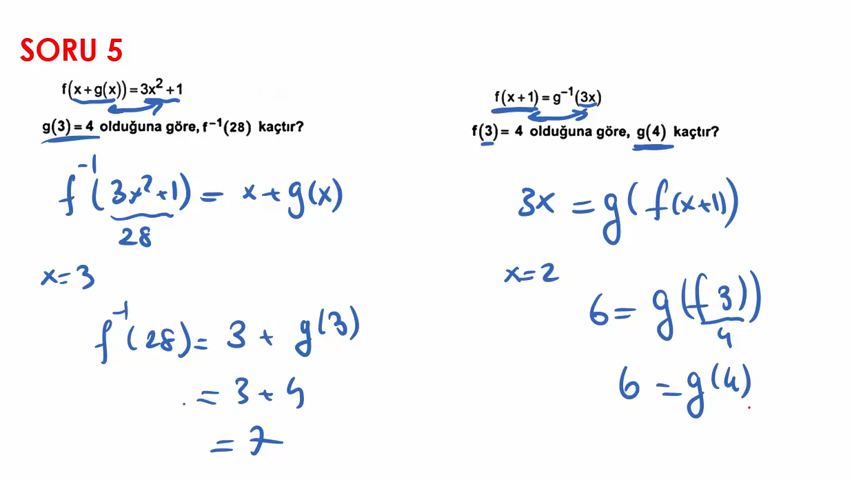 SORU 5
f(x+g(x))=3x²+1
g(3)=4 olduğuna göre, f⁻¹(28) kaçtır?
f⁻¹(3x²+1) = x+g(x)
28
x=3
f⁻¹(28) = 3 + g(3)
= 3+4
= 7
f(x+1)=g⁻¹(3x)
f(3)= 4 olduğuna göre, g(4) kaçtır?
3x = g(f(x+1))
x=2
6 = g(f3))
4
6 = g(4)